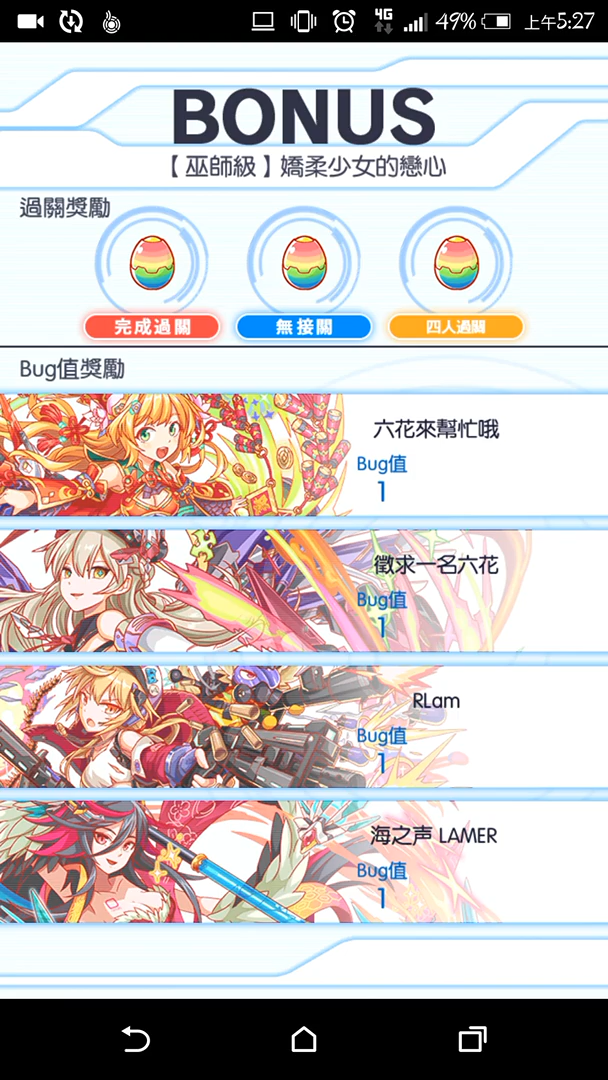 4G 49% 上午5:27
BONUS
【巫師級】嬌柔少女的戀心
過關獎勵
完成過關 無接關 四人過關
Bug值獎勵
六花來幫忙哦
Bug值
1
徵求一名六花
Bug值
1
RLam
Bug值
1
海之声 LAMER
Bug值
1